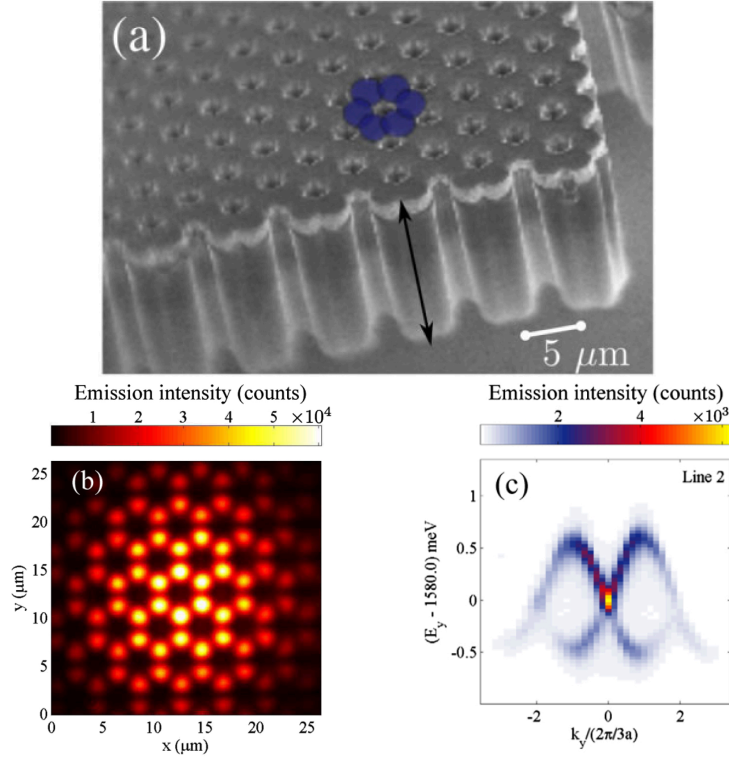 (a)
5 μm
Emission intensity (counts)
1 2 3 4 5 ×10⁴
(b)
25
20
15
10
5
0
y (μm)
0 5 10 15 20 25
x (μm)
Emission intensity (counts)
2 4 ×10³
(c)
Line 2
1
0.5
0
-0.5
(E_y - 1580.0) meV
-2 0 2
k_y/(2π/3a)